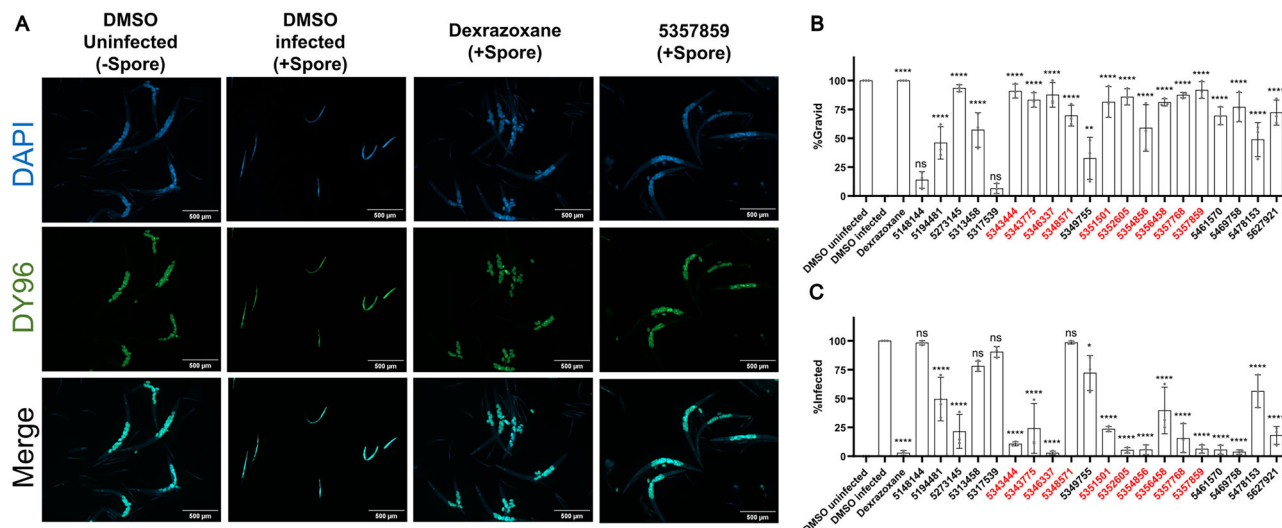 A
DMSO
Uninfected
(-Spore)
DMSO
infected
(+Spore)
Dexrazoxane
(+Spore)
5357859
(+Spore)
DAPI
500 μm
500 μm
500 μm
500 μm
DY96
500 μm
500 μm
500 μm
500 μm
Merge
500 μm
500 μm
500 μm
500 μm
B
%Gravid
100
75
50
25
0
**** ns **** **** **** ns **** **** **** **** ** **** **** **** **** **** **** **** **** **** ****
DMSO uninfected
DMSO infected
Dexrazoxane
5148144
5194481
5273145
5313458
5317539
5343444
5343775
5346337
5348571
5349755
5351501
5352605
5354856
5356458
5357768
5357859
5461570
5469758
5478153
5627921
C
%Infected
100
75
50
25
0
**** ns **** **** ns ns **** **** **** ns * **** **** **** **** **** **** **** **** **** ****
DMSO uninfected
DMSO infected
Dexrazoxane
5148144
5194481
5273145
5313458
5317539
5343444
5343775
5346337
5348571
5349755
5351501
5352605
5354856
5356458
5357768
5357859
5461570
5469758
5478153
5627921